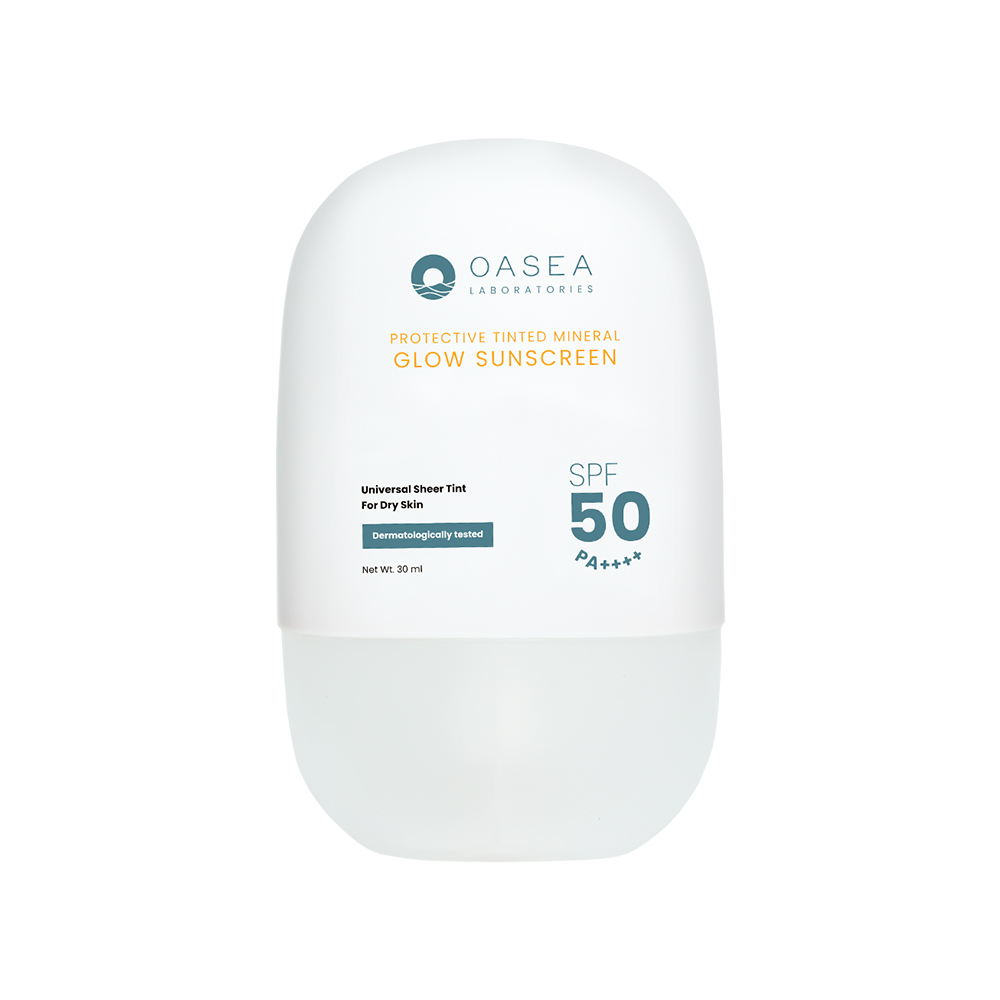 OASEA
LABORATORIES
PROTECTIVE TINTED MINERAL
GLOW SUNSCREEN
Universal Sheer Tint
For Dry Skin
Dermatologically tested
Net Wt. 30 ml
SPF
50
PA++++